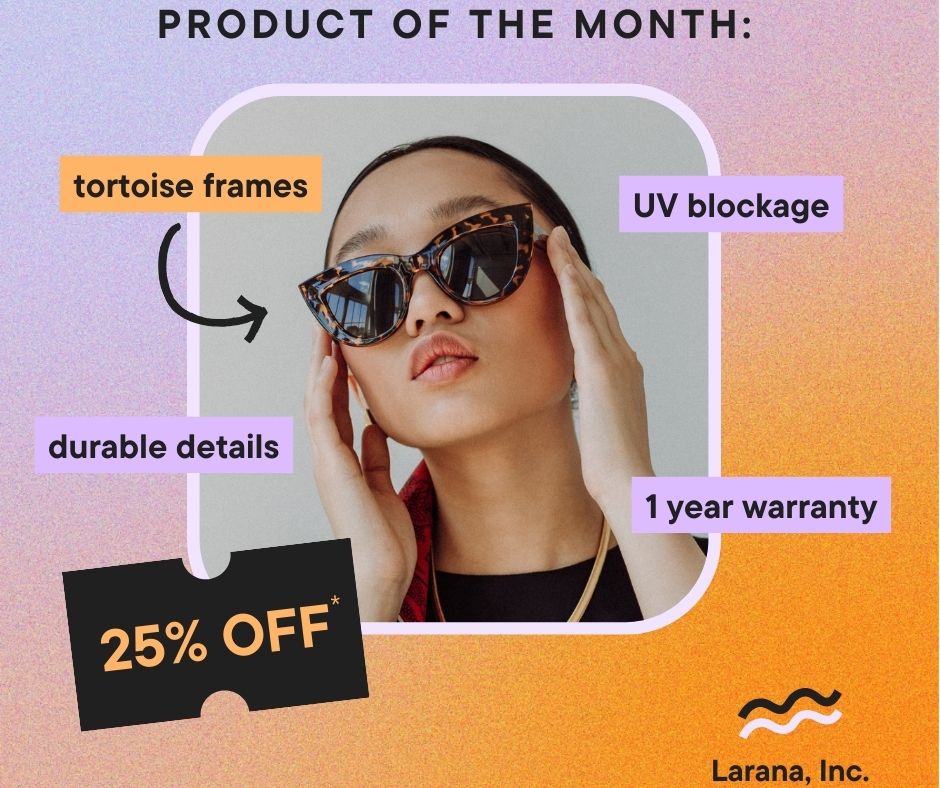 PRODUCT OF THE MONTH:
tortoise frames
UV blockage
durable details
1 year warranty
25% OFF*
Larana, Inc.